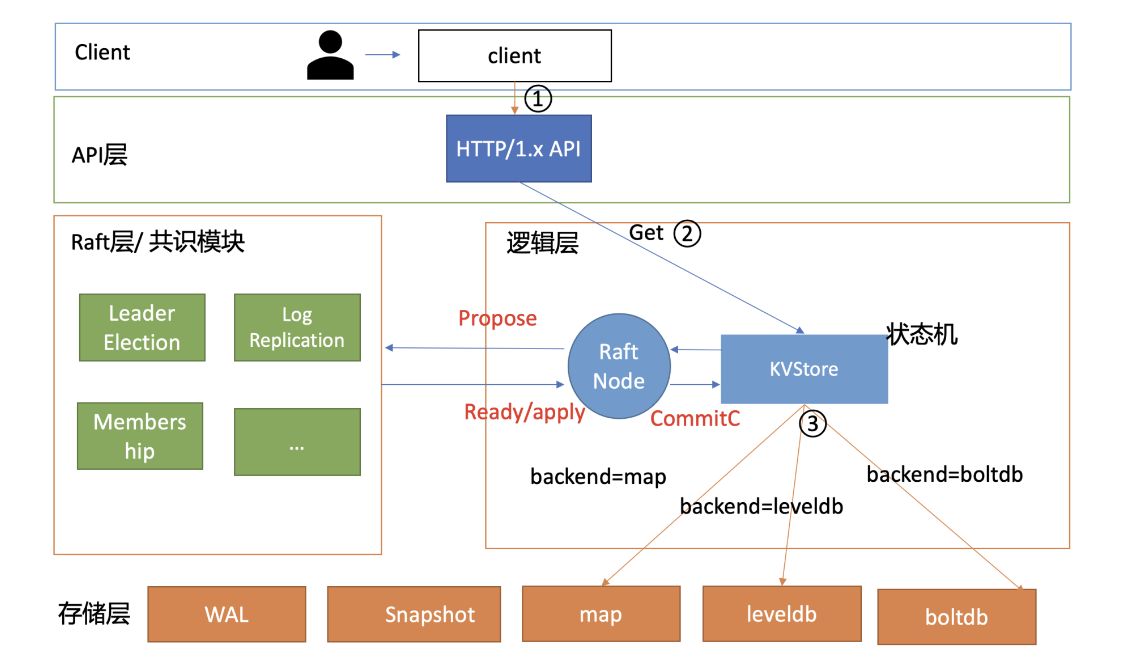 Client
client
①
API层
HTTP/1.x API
Raft层/ 共识模块
Leader
Election
Log
Replication
Members
hip
...
逻辑层
Get ②
Propose
Raft
Node
Ready/apply
CommitC
KVStore
状态机
③
backend=map
backend=leveldb
backend=boltdb
存储层
WAL
Snapshot
map
leveldb
boltdb